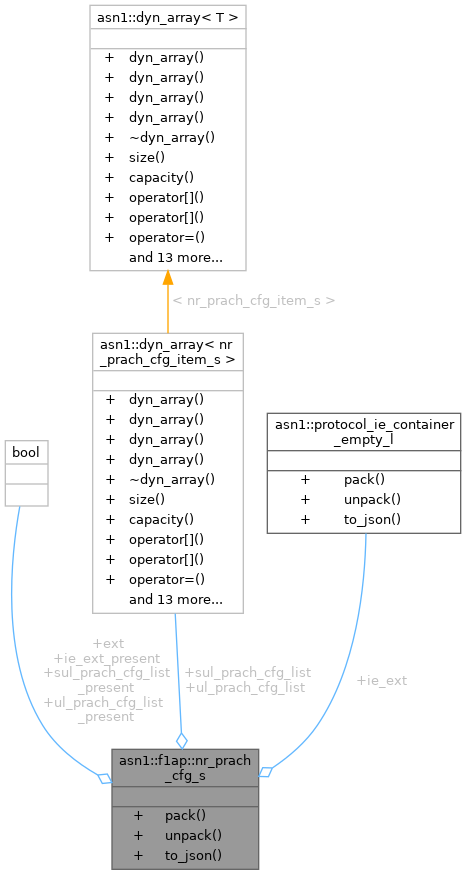 asn1::dyn_array< T >
+ dyn_array()
+ dyn_array()
+ dyn_array()
+ dyn_array()
+ ~dyn_array()
+ size()
+ capacity()
+ operator[]()
+ operator[]()
+ operator=()
and 13 more...
< nr_prach_cfg_item_s >
asn1::dyn_array< nr
_prach_cfg_item_s >
+ dyn_array()
+ dyn_array()
+ dyn_array()
+ dyn_array()
+ ~dyn_array()
+ size()
+ capacity()
+ operator[]()
+ operator[]()
+ operator=()
and 13 more...
asn1::protocol_ie_container
_empty_l
+ pack()
+ unpack()
+ to_json()
bool
+ext
+ie_ext_present
+sul_prach_cfg_list
_present
+ul_prach_cfg_list
_present
+sul_prach_cfg_list
+ul_prach_cfg_list
+ie_ext
asn1::f1ap::nr_prach
_cfg_s
+ pack()
+ unpack()
+ to_json()